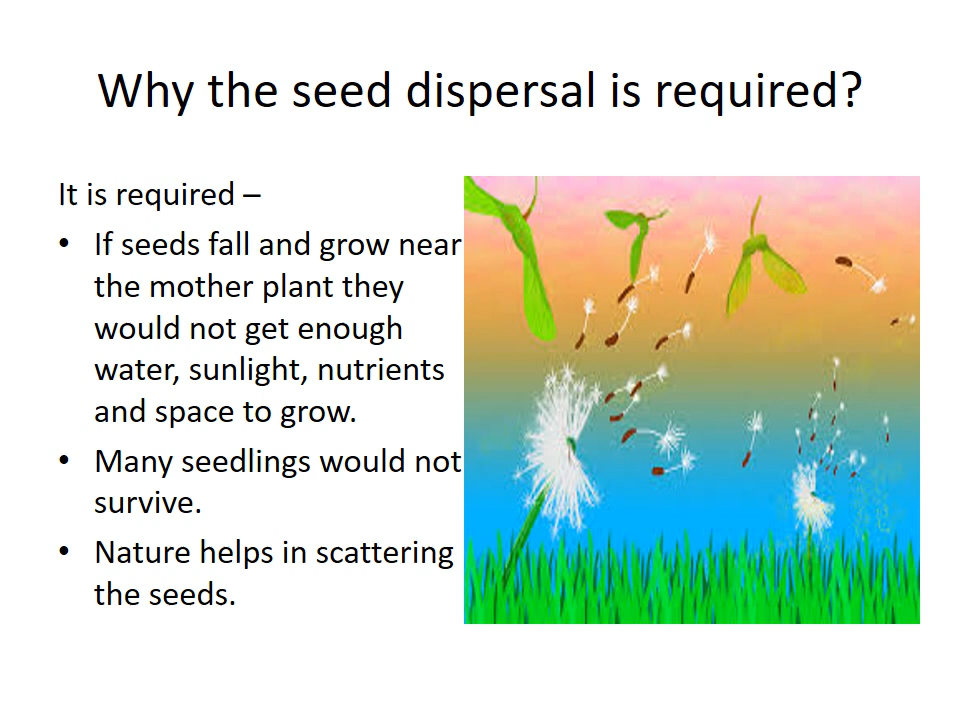 Why the seed dispersal is required?
It is required –
• If seeds fall and grow near
the mother plant they
would not get enough
water, sunlight, nutrients
and space to grow.
• Many seedlings would not
survive.
• Nature helps in scattering
the seeds.